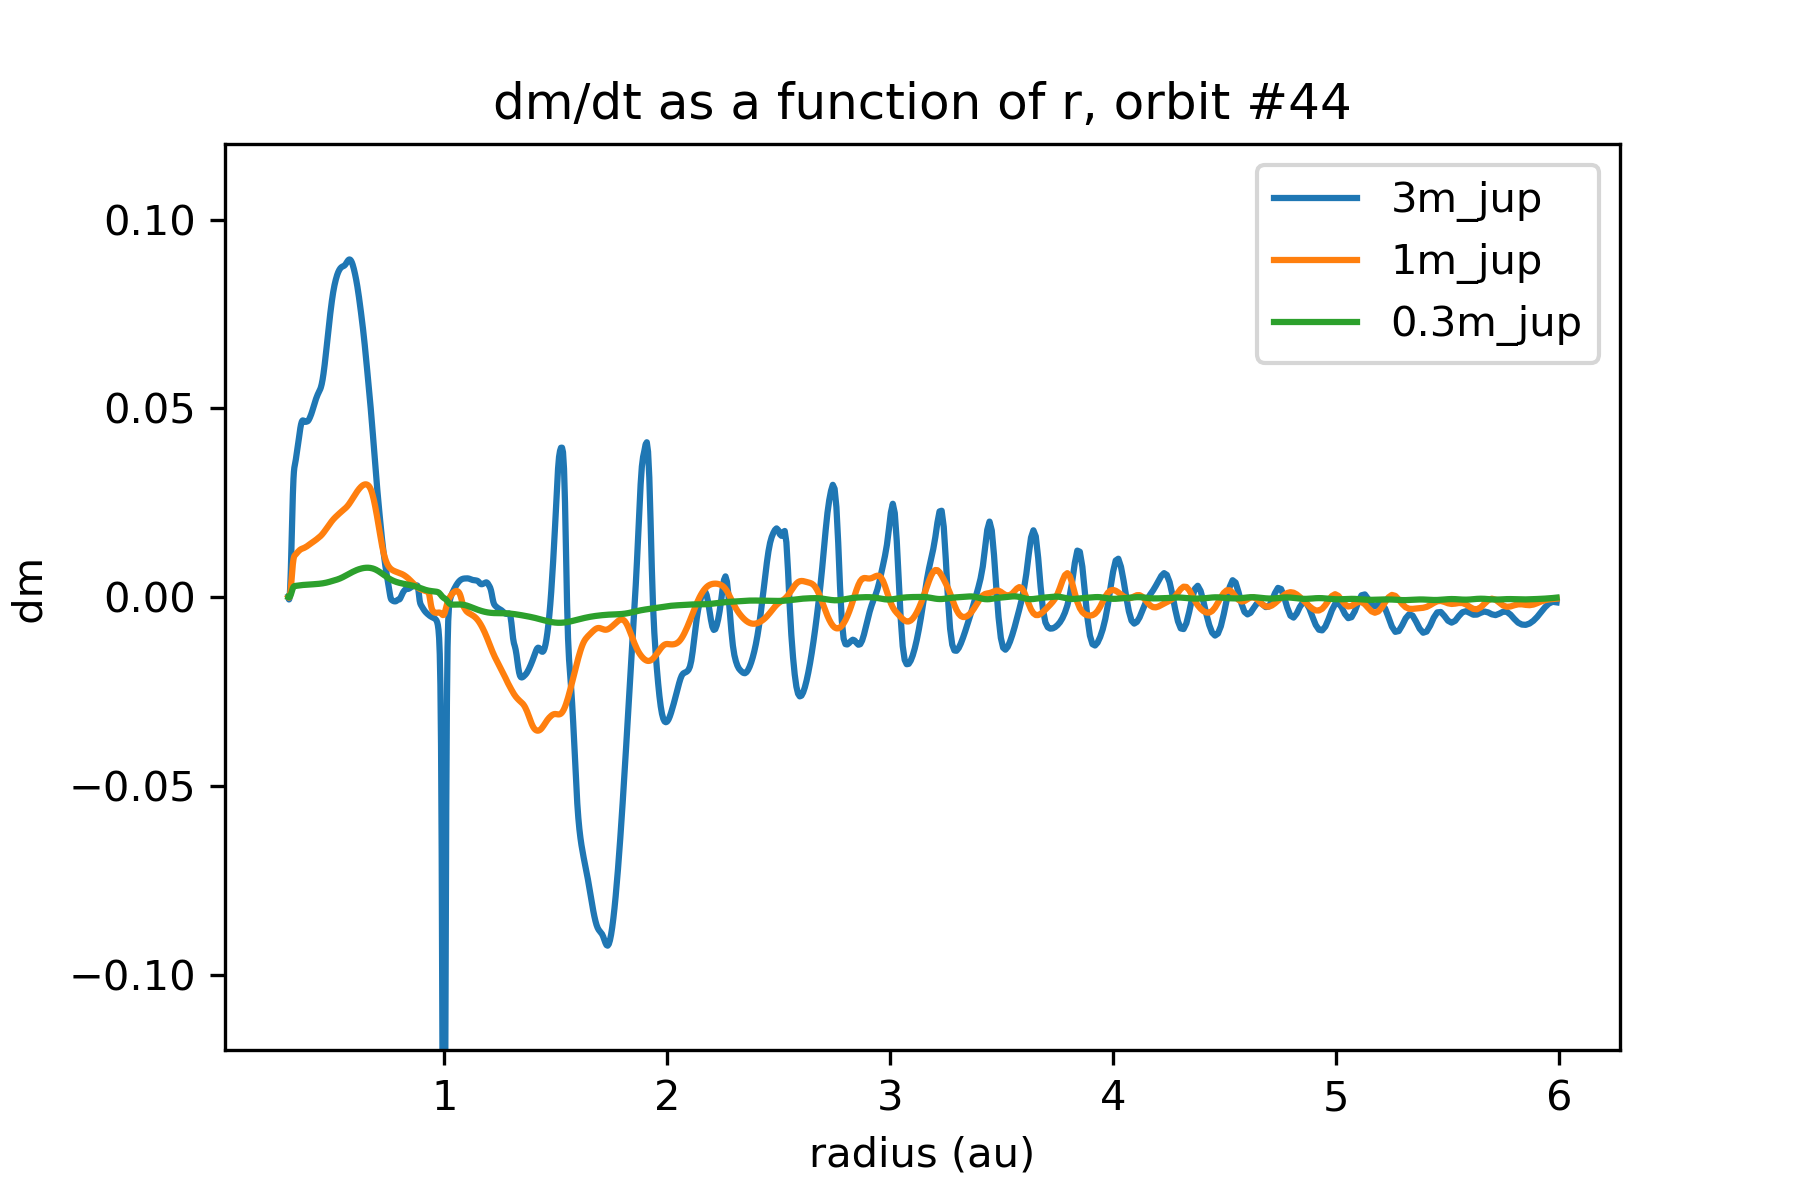 dm/dt as a function of r, orbit #44
3m_jup
1m_jup
0.3m_jup
0.10
0.05
0.00
−0.05
−0.10
dm
1 2 3 4 5 6
radius (au)